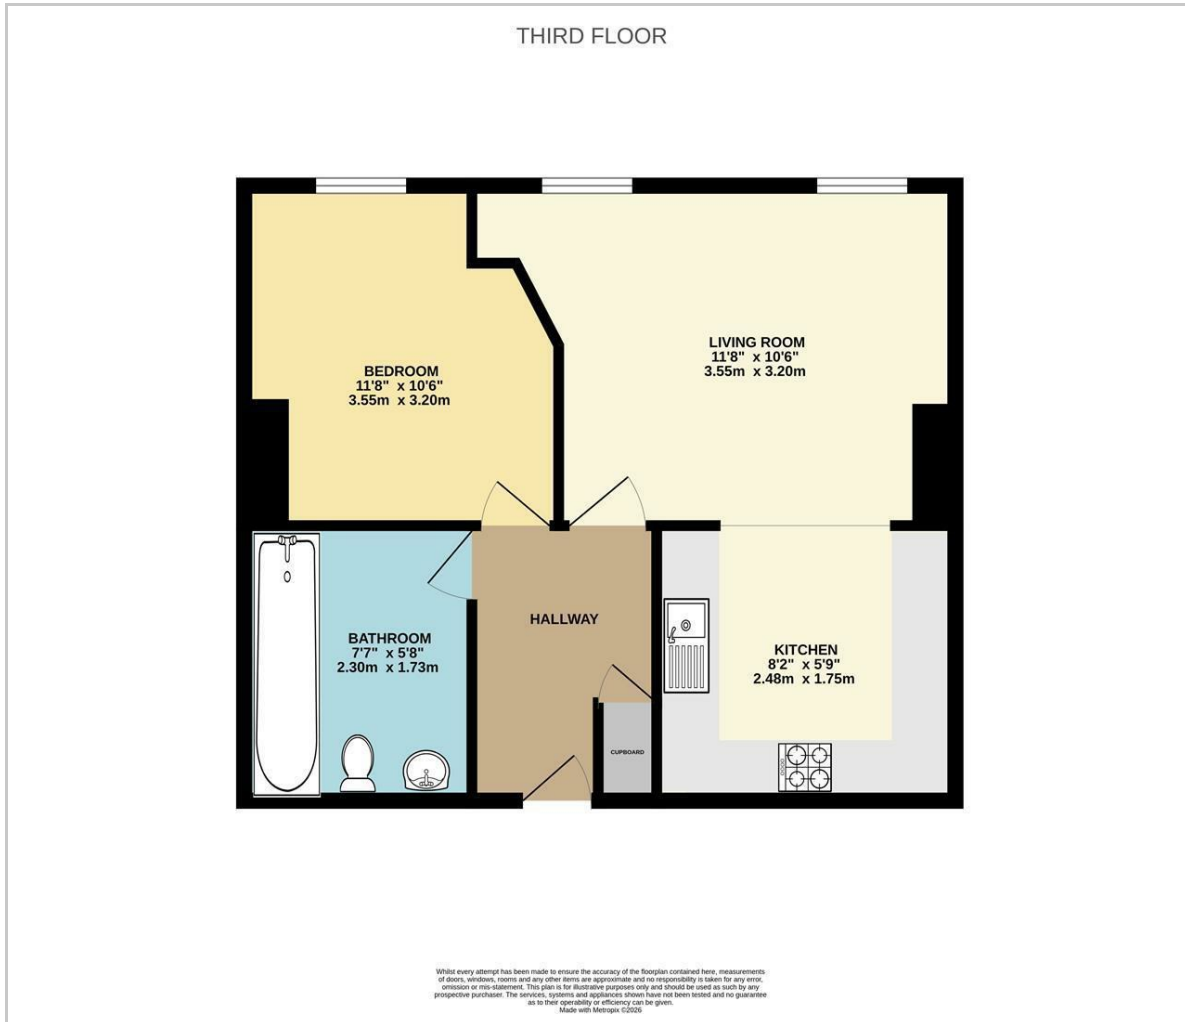 THIRD FLOOR
LIVING ROOM
11'8" x 10'6"
3.55m x 3.20m
BEDROOM
11'8" x 10'6"
3.55m x 3.20m
HALLWAY
BATHROOM
7'7" x 5'8"
2.30m x 1.73m
KITCHEN
8'2" x 5'9"
2.48m x 1.75m
CUPBOARD
Whilst every attempt has been made to ensure the accuracy of the floorplan contained here, measurements
of doors, windows, rooms and any other items are approximate and no responsibility is taken for any error,
omission or mis-statement. This plan is for illustrative purposes only and should be used as such by any
prospective purchaser. The services, systems and appliances shown have not been tested and no guarantee
as to their operability or efficiency can be given.
Made with Metropix ©2026